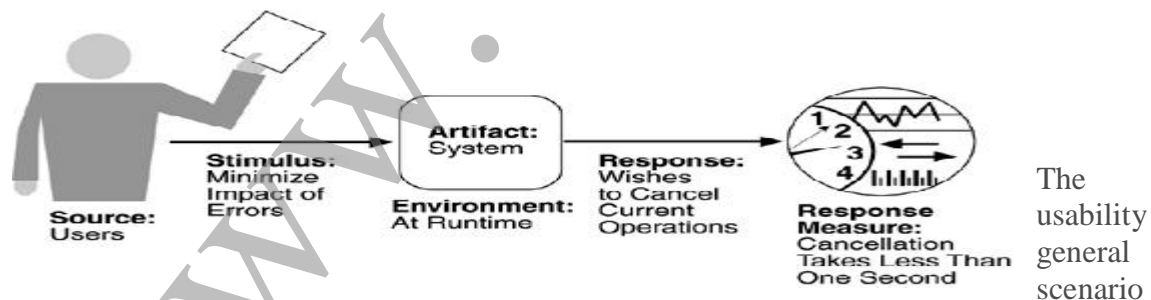 Source:
Users
Stimulus:
Minimize
Impact of
Errors
Artifact:
System
Environment:
At Runtime
Response:
Wishes
to Cancel
Current
Operations
1
2
3
4
Response
Measure:
Cancellation
Takes Less Than
One Second
The
usability
general
scenario
www.